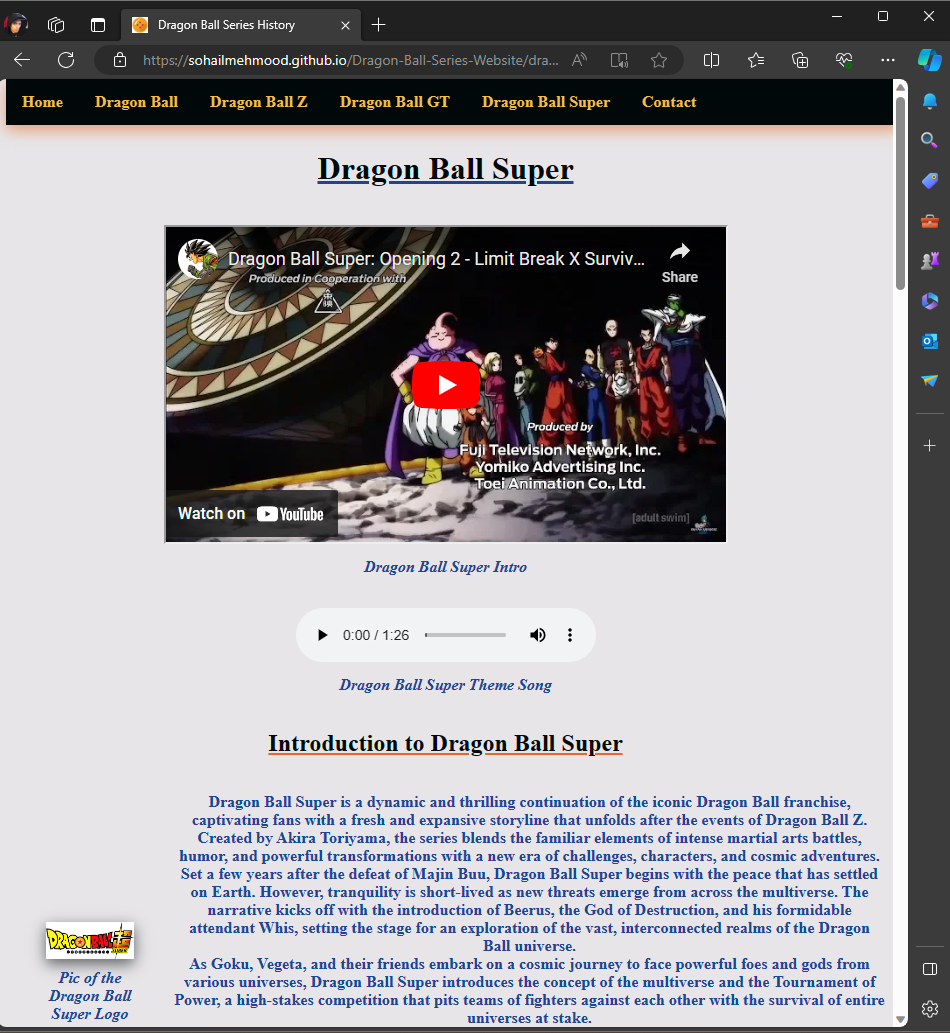 Dragon Ball Series History
https://sohailmehmood.github.io/Dragon-Ball-Series-Website/dra...
Home Dragon Ball Dragon Ball Z Dragon Ball GT Dragon Ball Super Contact
Dragon Ball Super
Dragon Ball Super: Opening 2 - Limit Break X Surviv...
Share
Produced in Cooperation with
Produced by
Fuji Television Network, Inc.
Yomiko Advertising Inc.
Toei Animation Co., Ltd.
Watch on YouTube
[adult swim]
Dragon Ball Super Intro
0:00 / 1:26
Dragon Ball Super Theme Song
Introduction to Dragon Ball Super
Dragon Ball Super is a dynamic and thrilling continuation of the iconic Dragon Ball franchise,
captivating fans with a fresh and expansive storyline that unfolds after the events of Dragon Ball Z.
Created by Akira Toriyama, the series blends the familiar elements of intense martial arts battles,
humor, and powerful transformations with a new era of challenges, characters, and cosmic adventures.
Set a few years after the defeat of Majin Buu, Dragon Ball Super begins with the peace that has settled
on Earth. However, tranquility is short-lived as new threats emerge from across the multiverse. The
narrative kicks off with the introduction of Beerus, the God of Destruction, and his formidable
attendant Whis, setting the stage for an exploration of the vast, interconnected realms of the Dragon
Ball universe.
As Goku, Vegeta, and their friends embark on a cosmic journey to face powerful foes and gods from
various universes, Dragon Ball Super introduces the concept of the multiverse and the Tournament of
Power, a high-stakes competition that pits teams of fighters against each other with the survival of entire
universes at stake.
DRAGON BALL 超
Pic of the
Dragon Ball
Super Logo